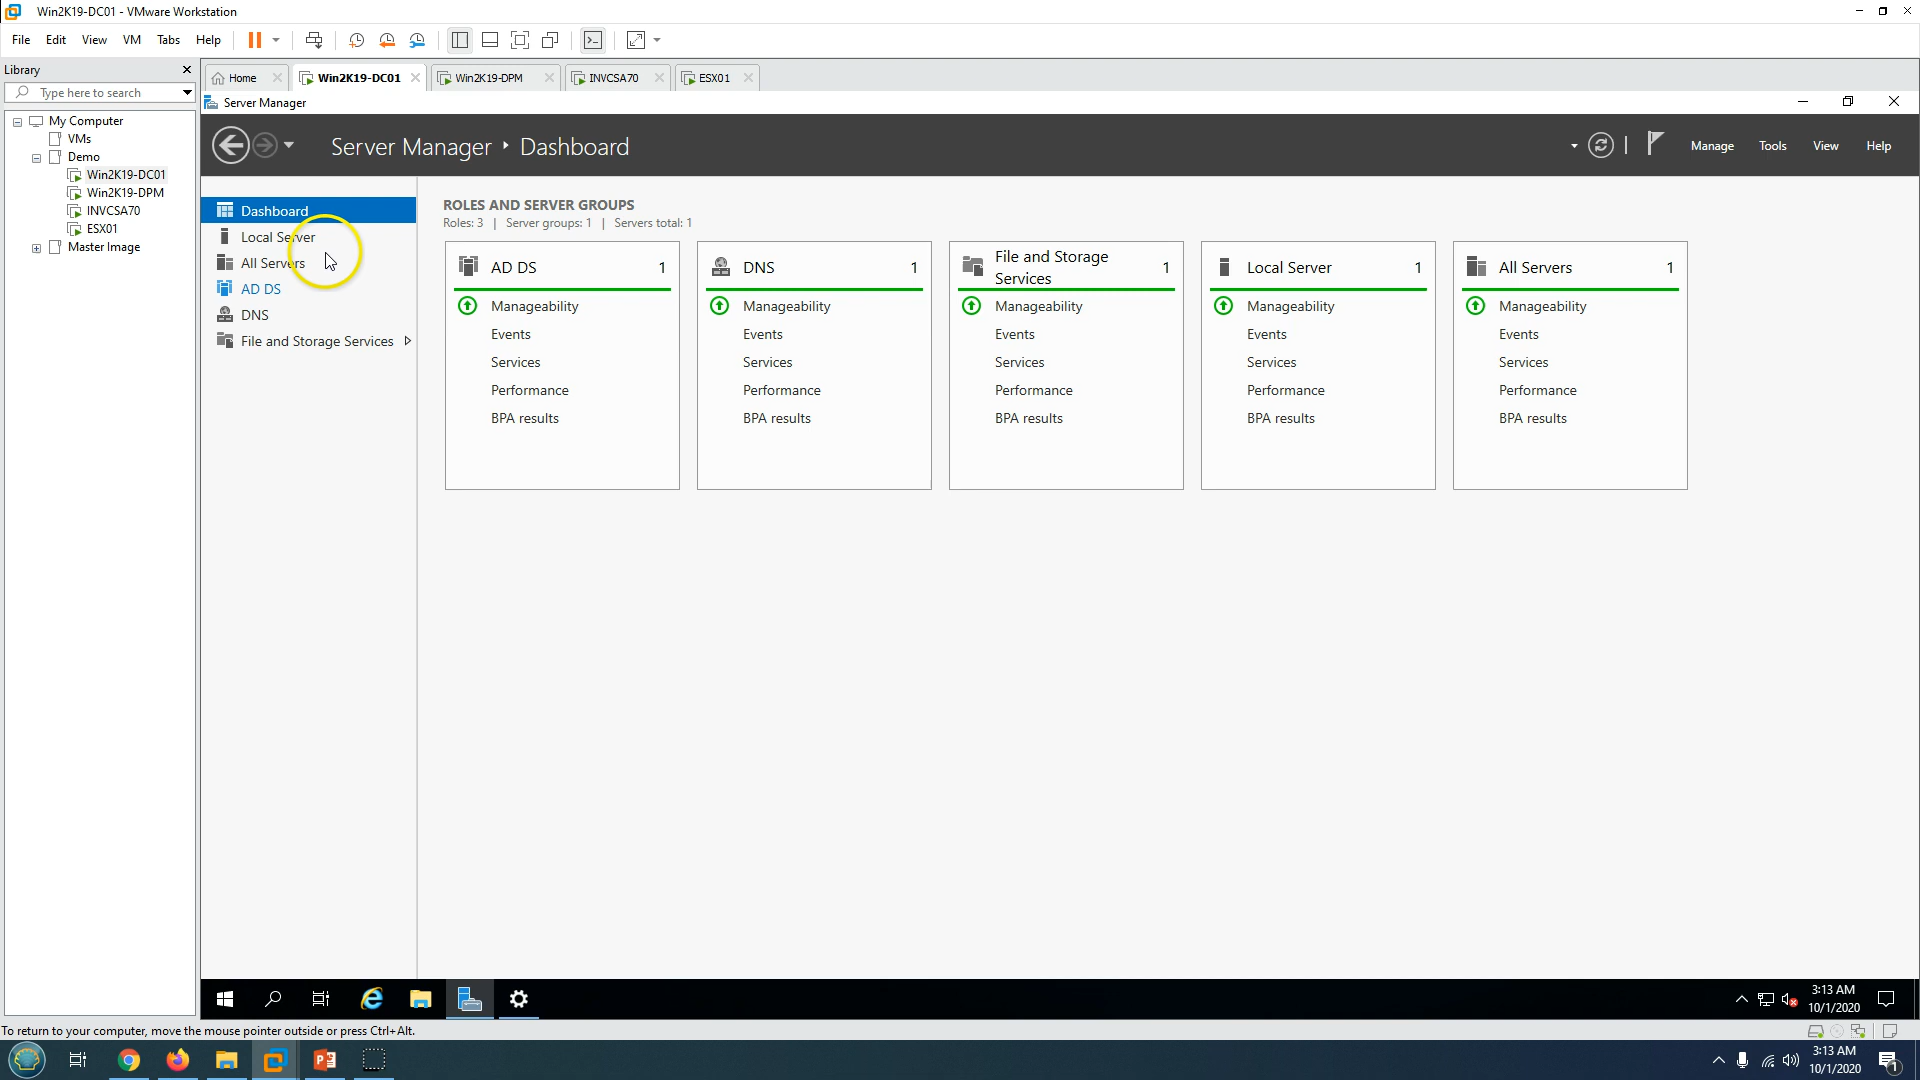 Win2K19-DC01 - VMware Workstation
File Edit View VM Tabs Help
Library
Type here to search
My Computer
VMs
Demo
Win2K19-DC01
Win2K19-DPM
INVCSA70
ESX01
Master Image
Home Win2K19-DC01 Win2K19-DPM INVCSA70 ESX01
Server Manager
Server Manager Dashboard
Manage Tools View Help
Dashboard
Local Server
All Servers
AD DS
DNS
File and Storage Services
ROLES AND SERVER GROUPS
Roles: 3 | Server groups: 1 | Servers total: 1
AD DS 1
Manageability
Events
Services
Performance
BPA results
DNS 1
Manageability
Events
Services
Performance
BPA results
File and Storage
Services 1
Manageability
Events
Services
Performance
BPA results
Local Server 1
Manageability
Events
Services
Performance
BPA results
All Servers 1
Manageability
Events
Services
Performance
BPA results
3:13 AM
10/1/2020
To return to your computer, move the mouse pointer outside or press Ctrl+Alt.
3:13 AM
10/1/2020
1